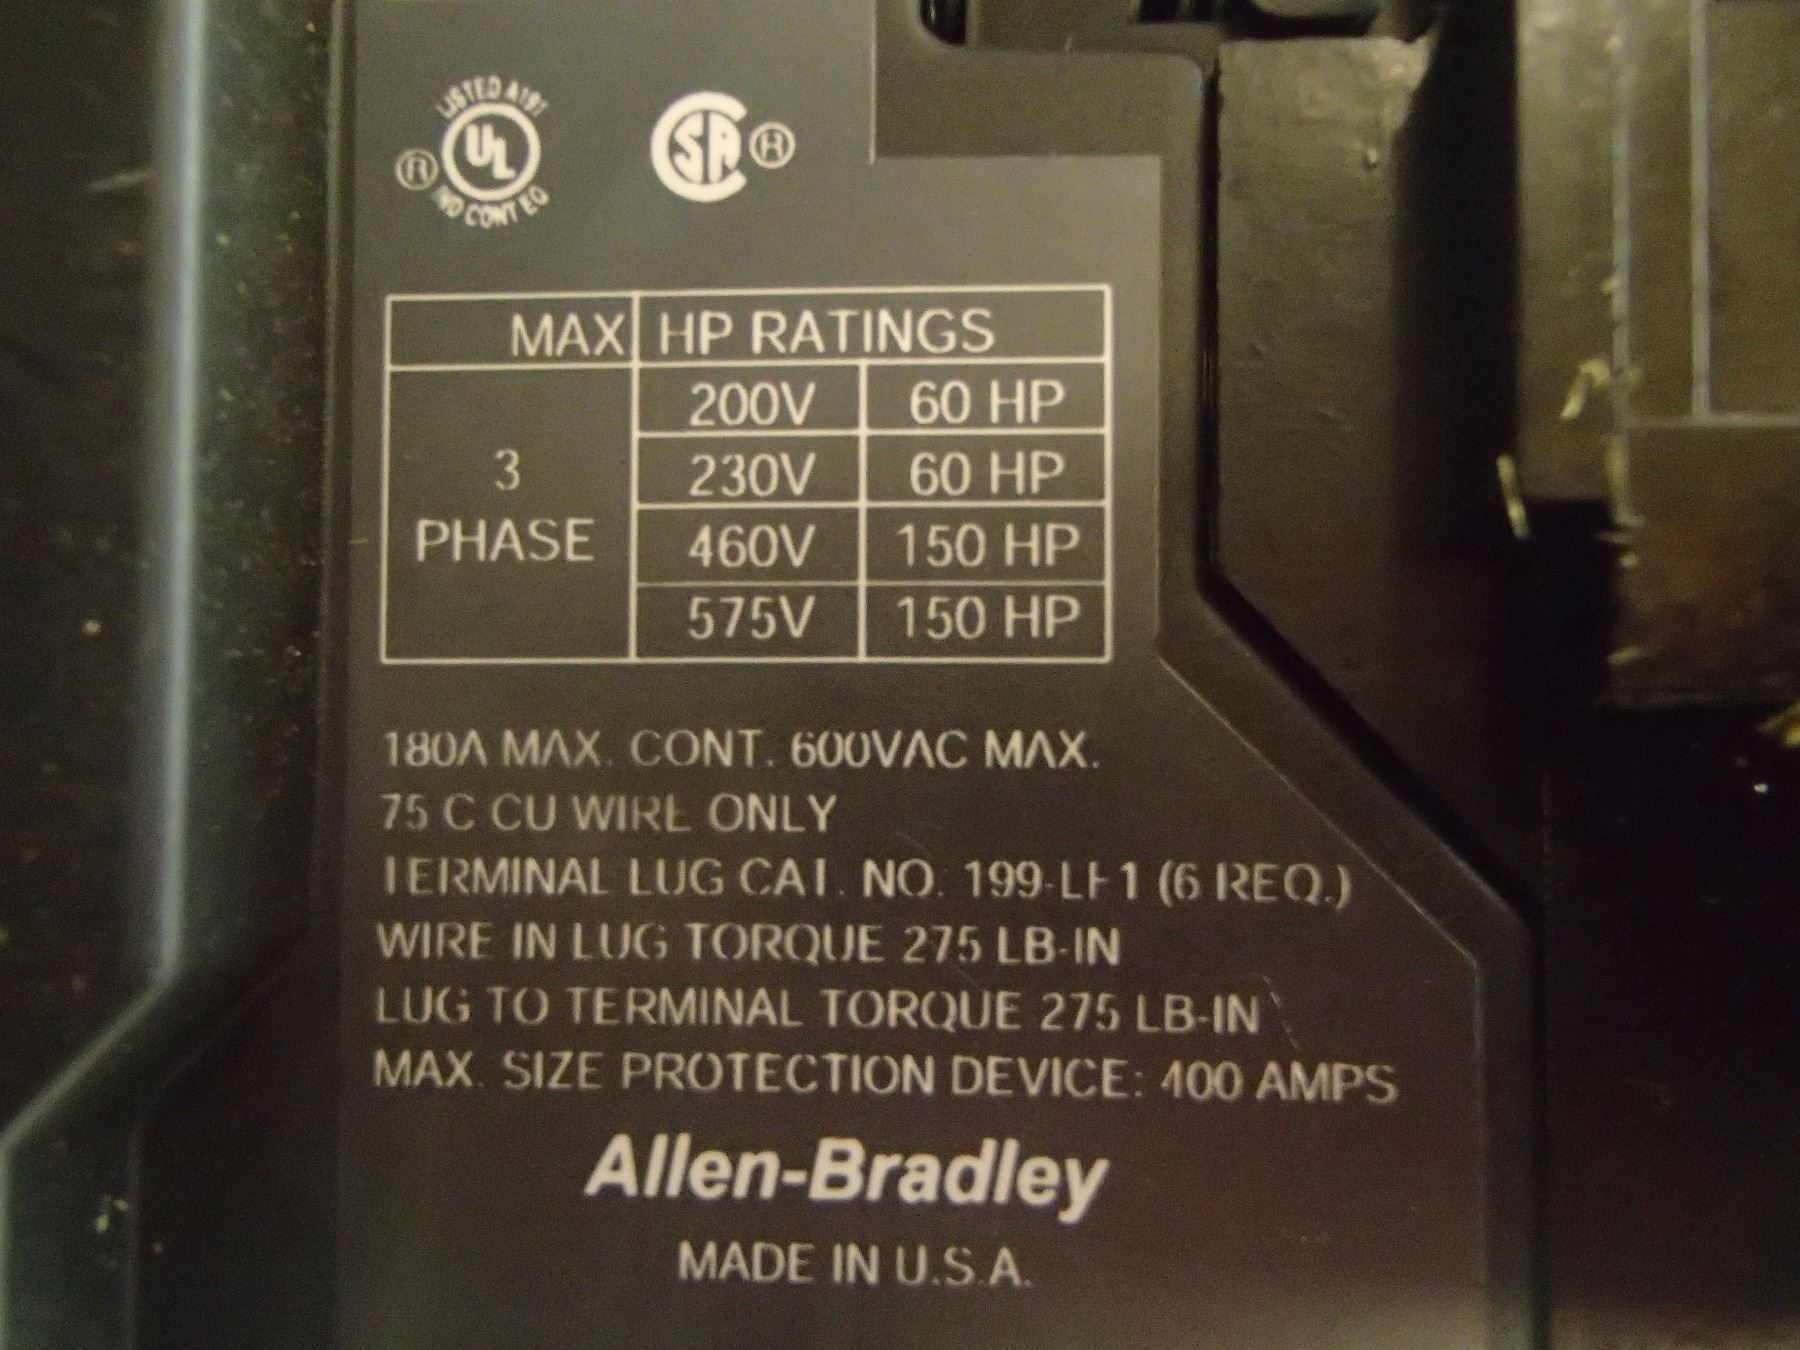 LISTED A191
® UL
IND CONT EQ
SA ®
MAX HP RATINGS
3 PHASE
200V 60 HP
230V 60 HP
460V 150 HP
575V 150 HP
180A MAX. CONT. 600VAC MAX.
75 C CU WIRE ONLY
TERMINAL LUG CAT. NO. 199-LF1 (6 REQ.)
WIRE IN LUG TORQUE 275 LB-IN
LUG TO TERMINAL TORQUE 275 LB-IN
MAX. SIZE PROTECTION DEVICE: 400 AMPS
Allen-Bradley
MADE IN U.S.A.